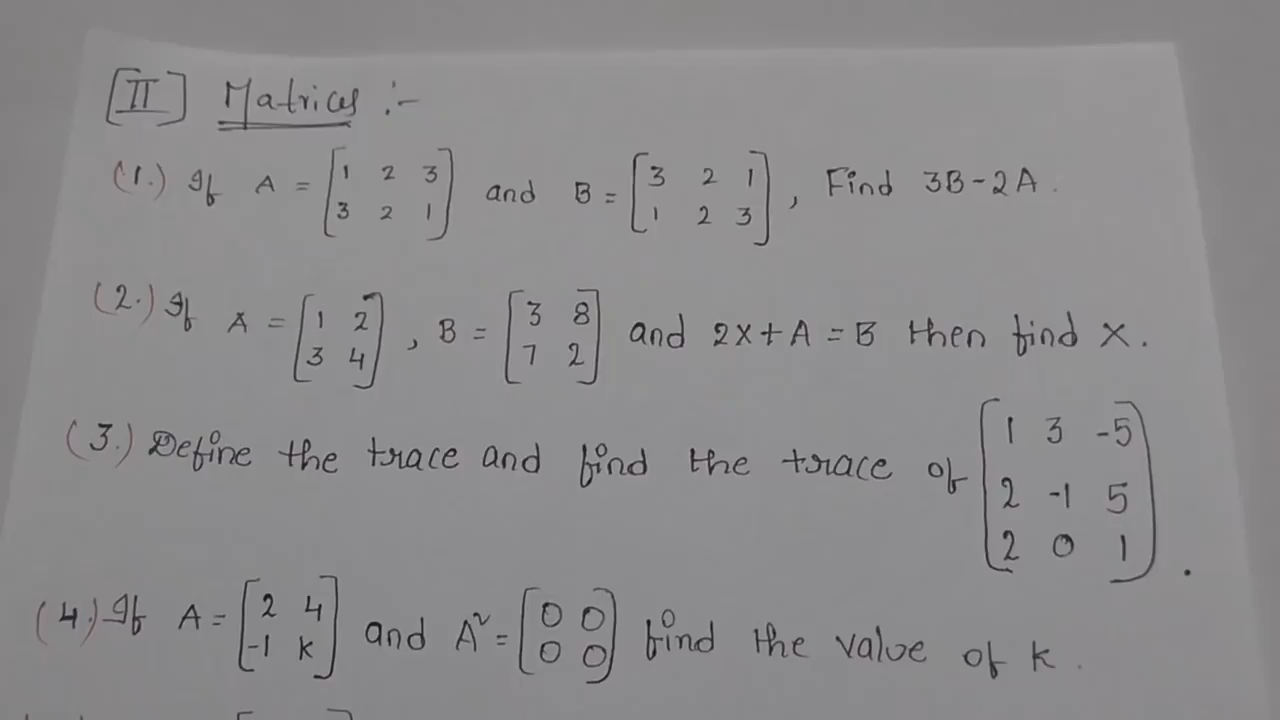 [II] Matrices :-
(1.) If A = [1 2 3 3 2 1] and B = [3 2 1 1 2 3], Find 3B-2A.
(2.) If A = [1 2 3 4], B = [3 8 7 2] and 2X+A = B then find X.
(3.) Define the trace and find the trace of [1 3 -5 2 -1 5 2 0 1].
(4.) If A = [2 4 -1 K] and A² = [0 0 0 0] find the value of K.